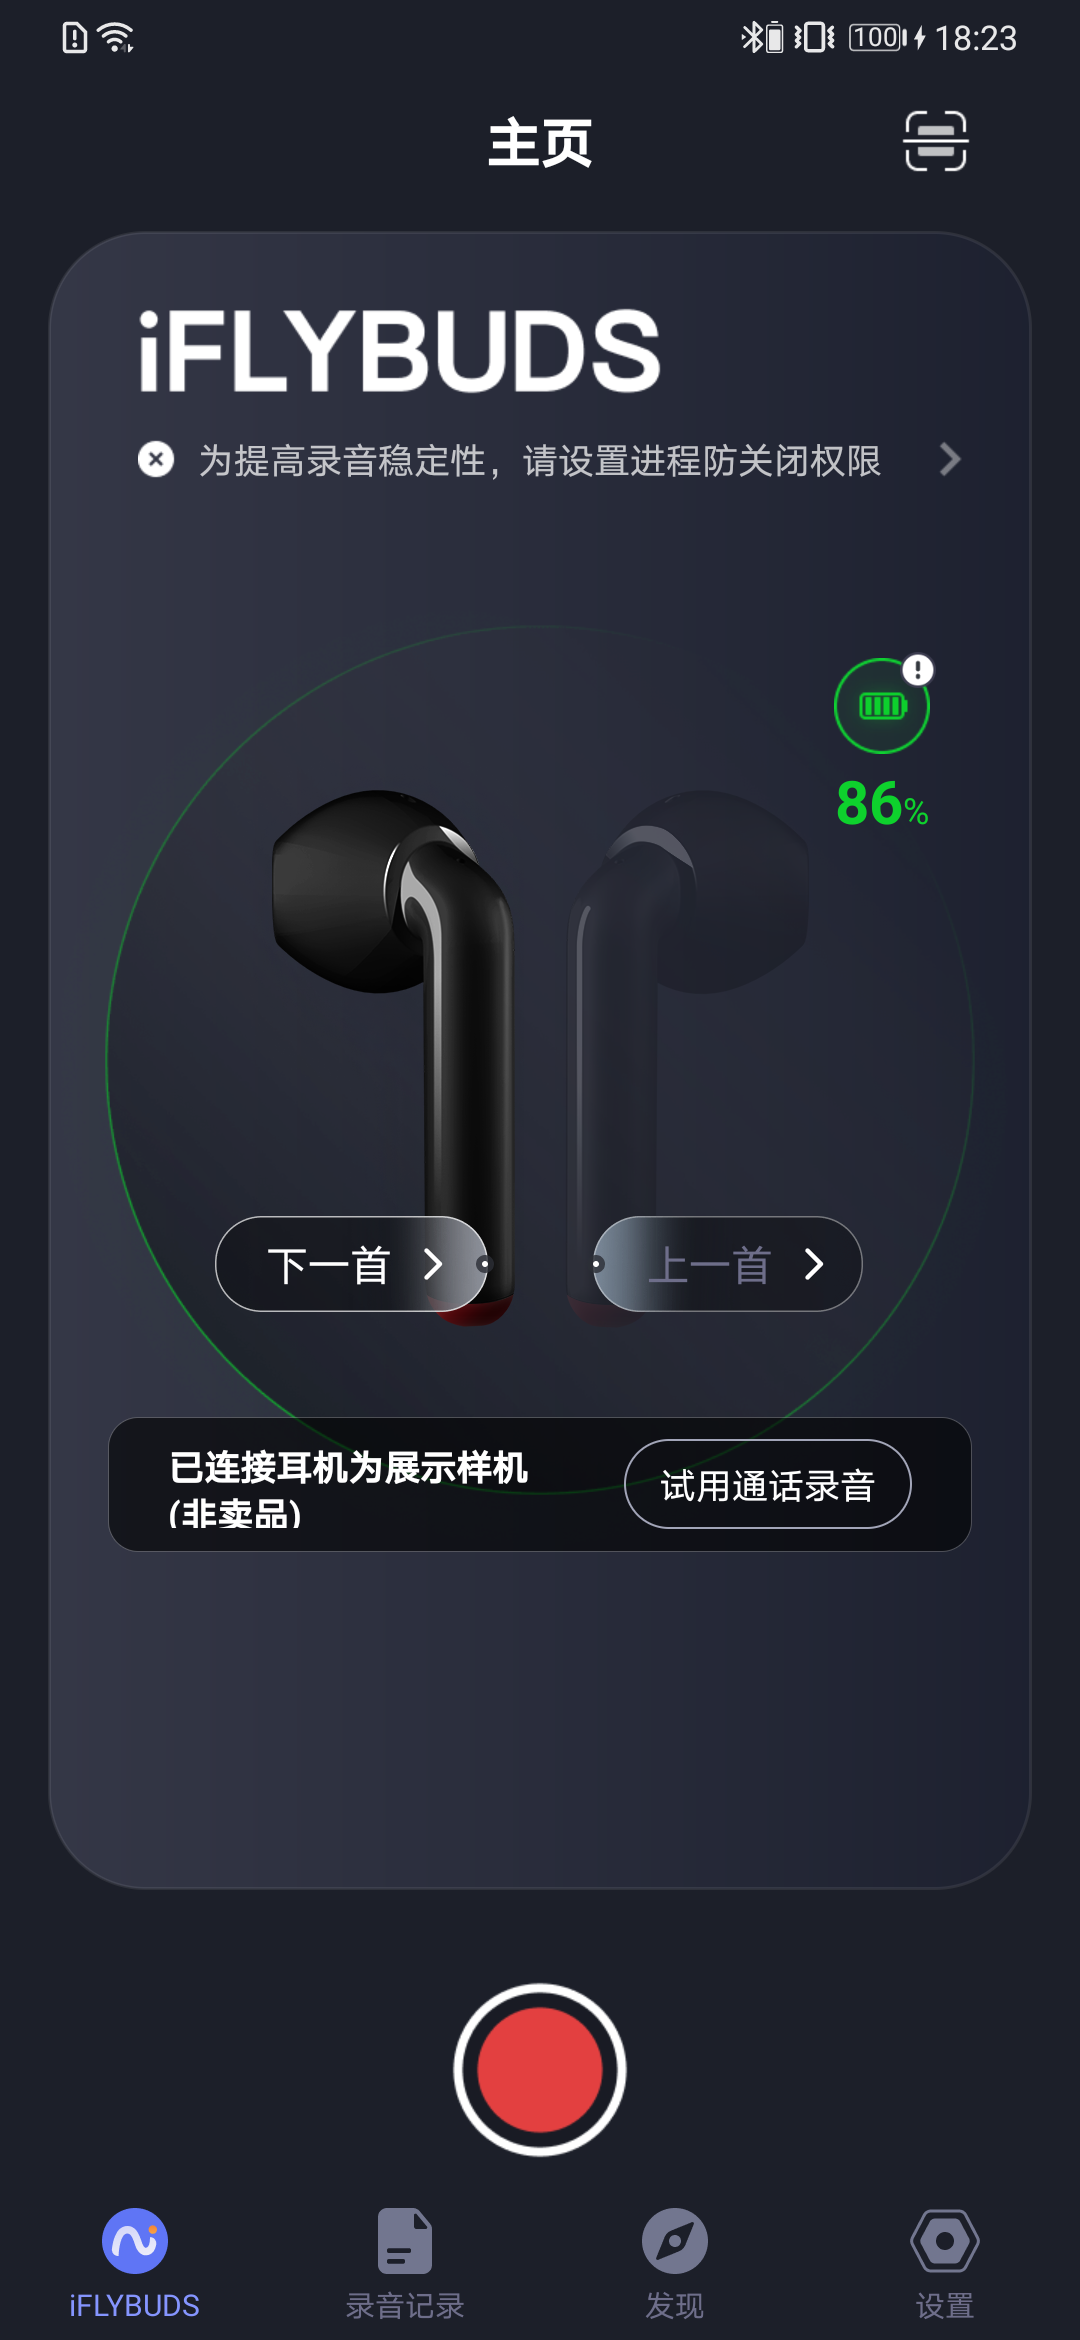 100 18:23
主页
iFLYBUDS
为提高录音稳定性，请设置进程防关闭权限
86%
下一首
上一首
已连接耳机为展示样机
(非卖品)
试用通话录音
iFLYBUDS
录音记录
发现
设置